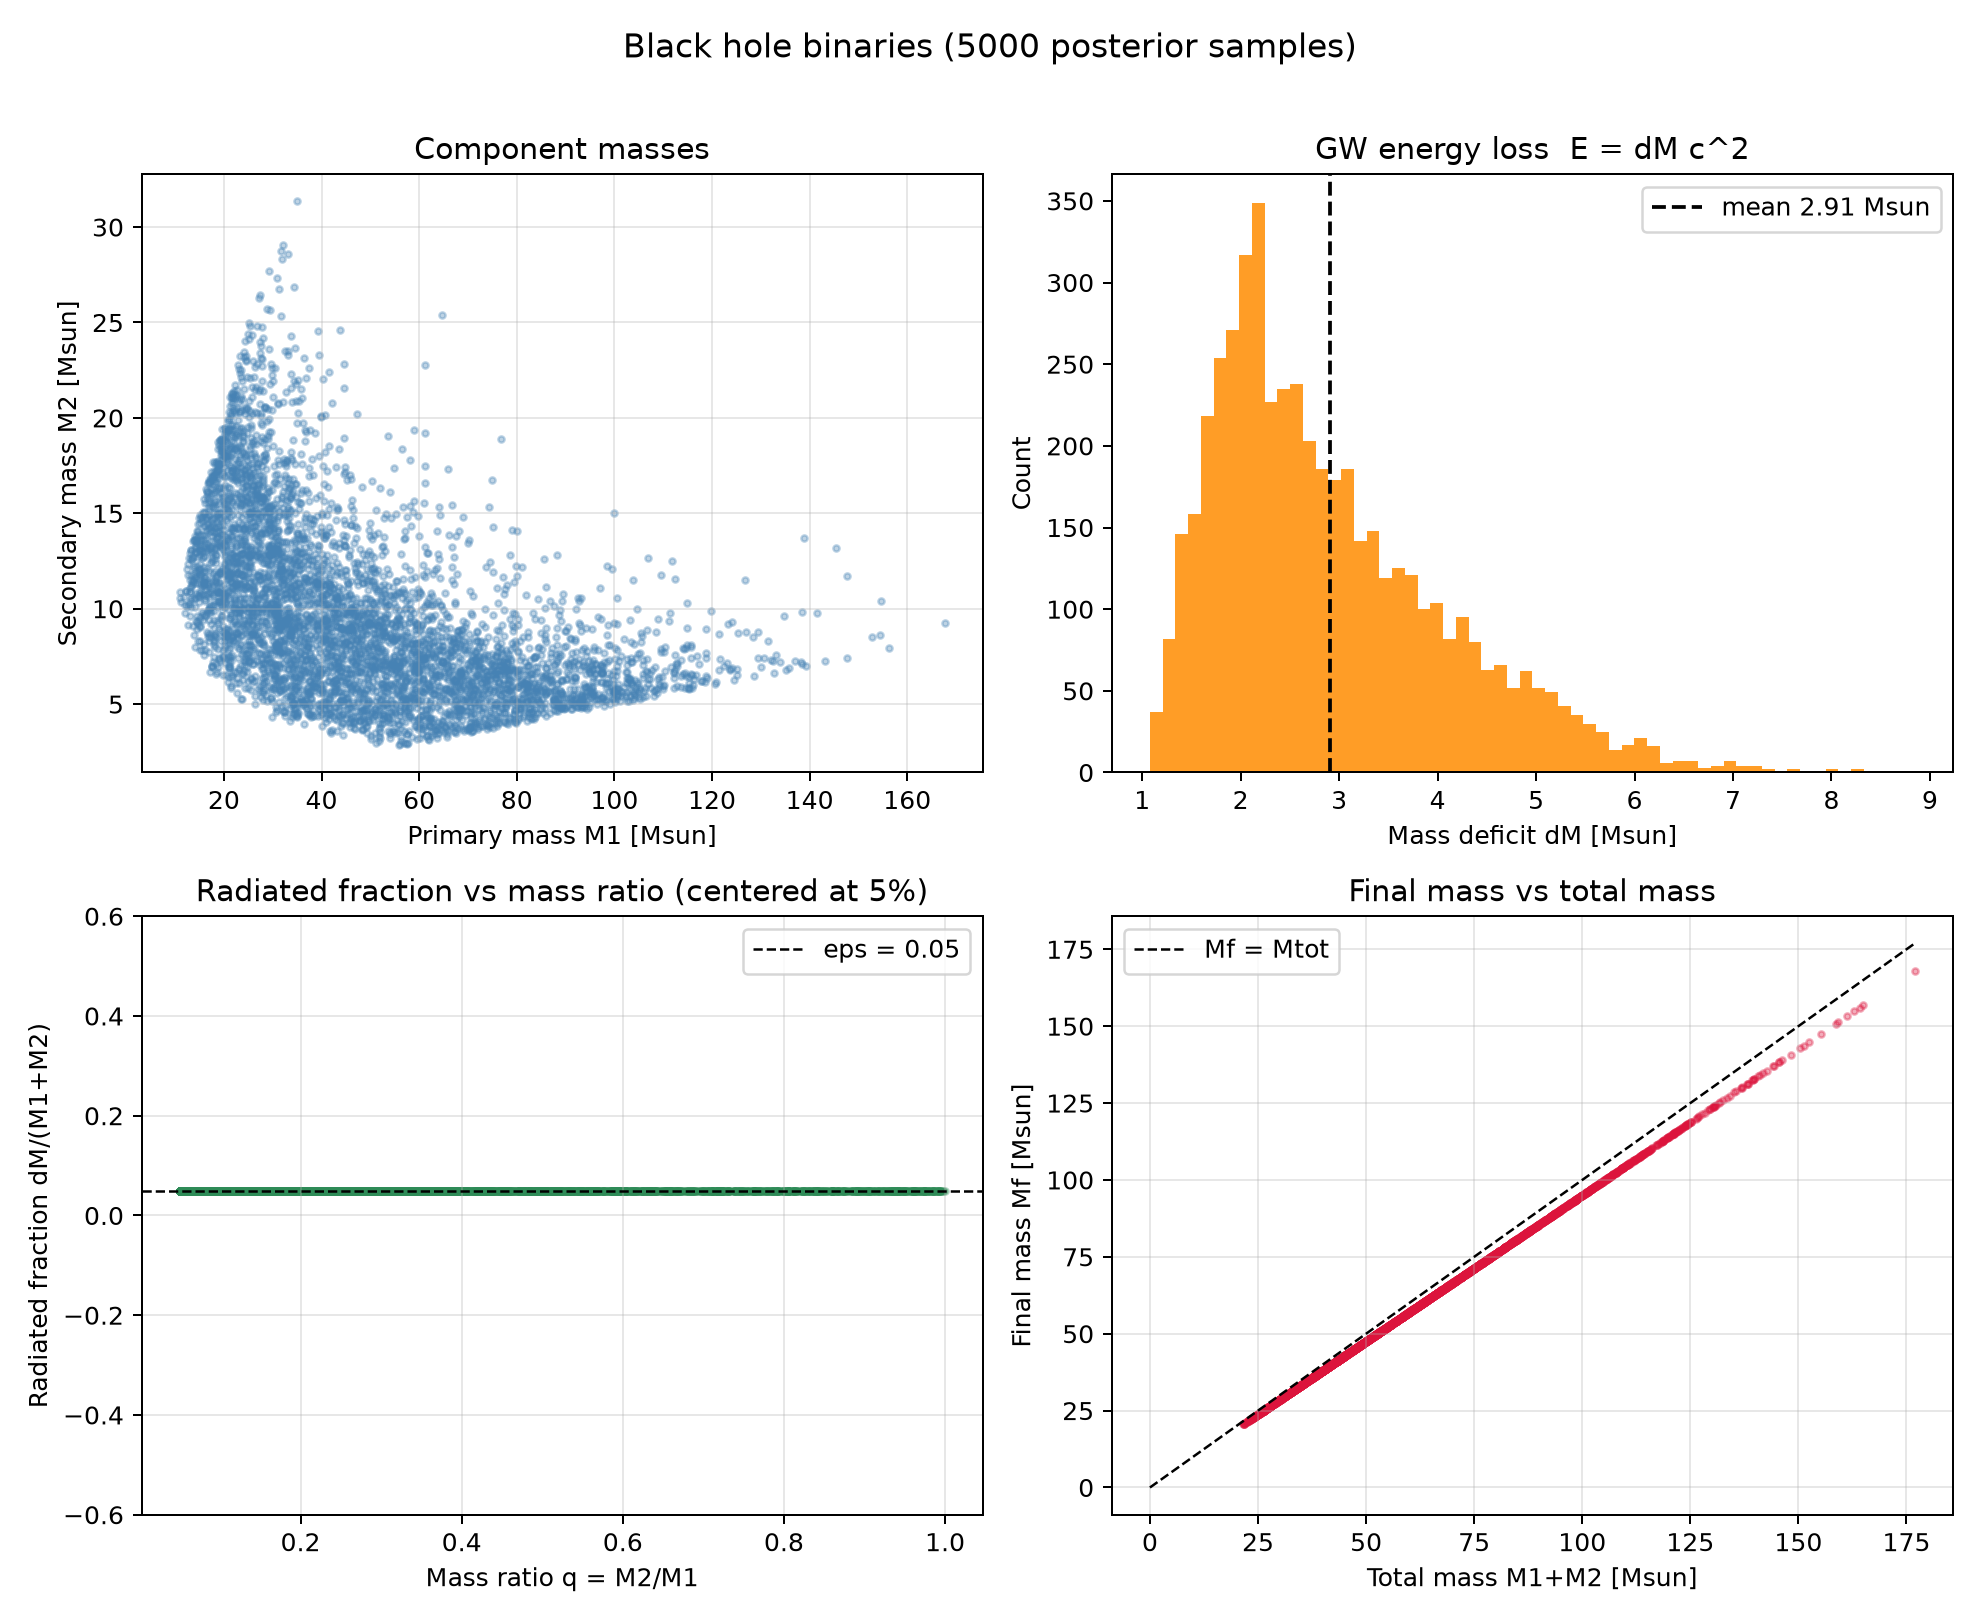 Black hole binaries (5000 posterior samples)
Component masses
30
25
20
15
10
5
Secondary mass M2 [Msun]
20 40 60 80 100 120 140 160
Primary mass M1 [Msun]
GW energy loss  E = dM c^2
mean 2.91 Msun
350
300
250
200
150
100
50
0
Count
1 2 3 4 5 6 7 8 9
Mass deficit dM [Msun]
Radiated fraction vs mass ratio (centered at 5%)
eps = 0.05
0.6
0.4
0.2
0.0
−0.2
−0.4
−0.6
Radiated fraction dM/(M1+M2)
0.2 0.4 0.6 0.8 1.0
Mass ratio q = M2/M1
Final mass vs total mass
Mf = Mtot
175
150
125
100
75
50
25
0
Final mass Mf [Msun]
0 25 50 75 100 125 150 175
Total mass M1+M2 [Msun]